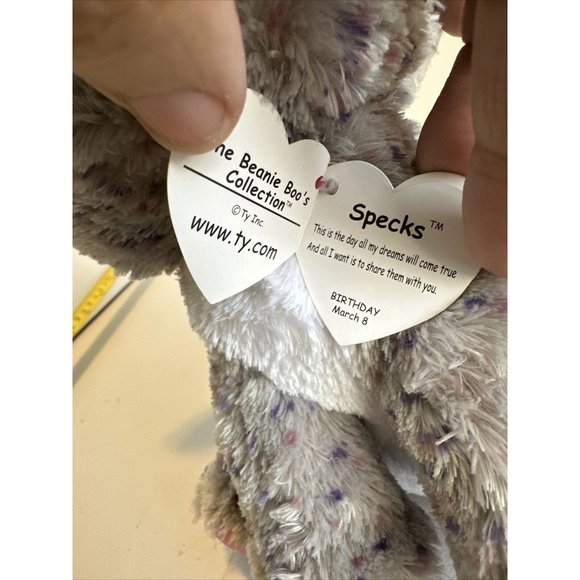 he Beanie Boo's
Collection™
© Ty Inc.
www.ty.com
Specks™
This is the day all my dreams will come true
And all I want is to share them with you.
BIRTHDAY
March 8